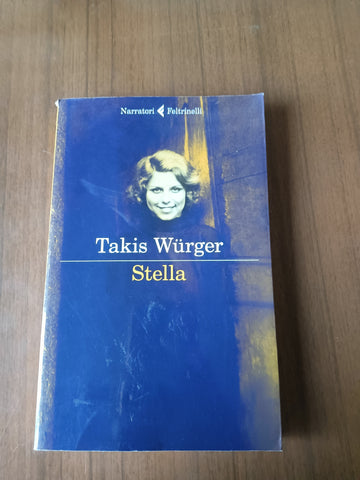 Narratori Feltrinelli
Takis Würger
Stella